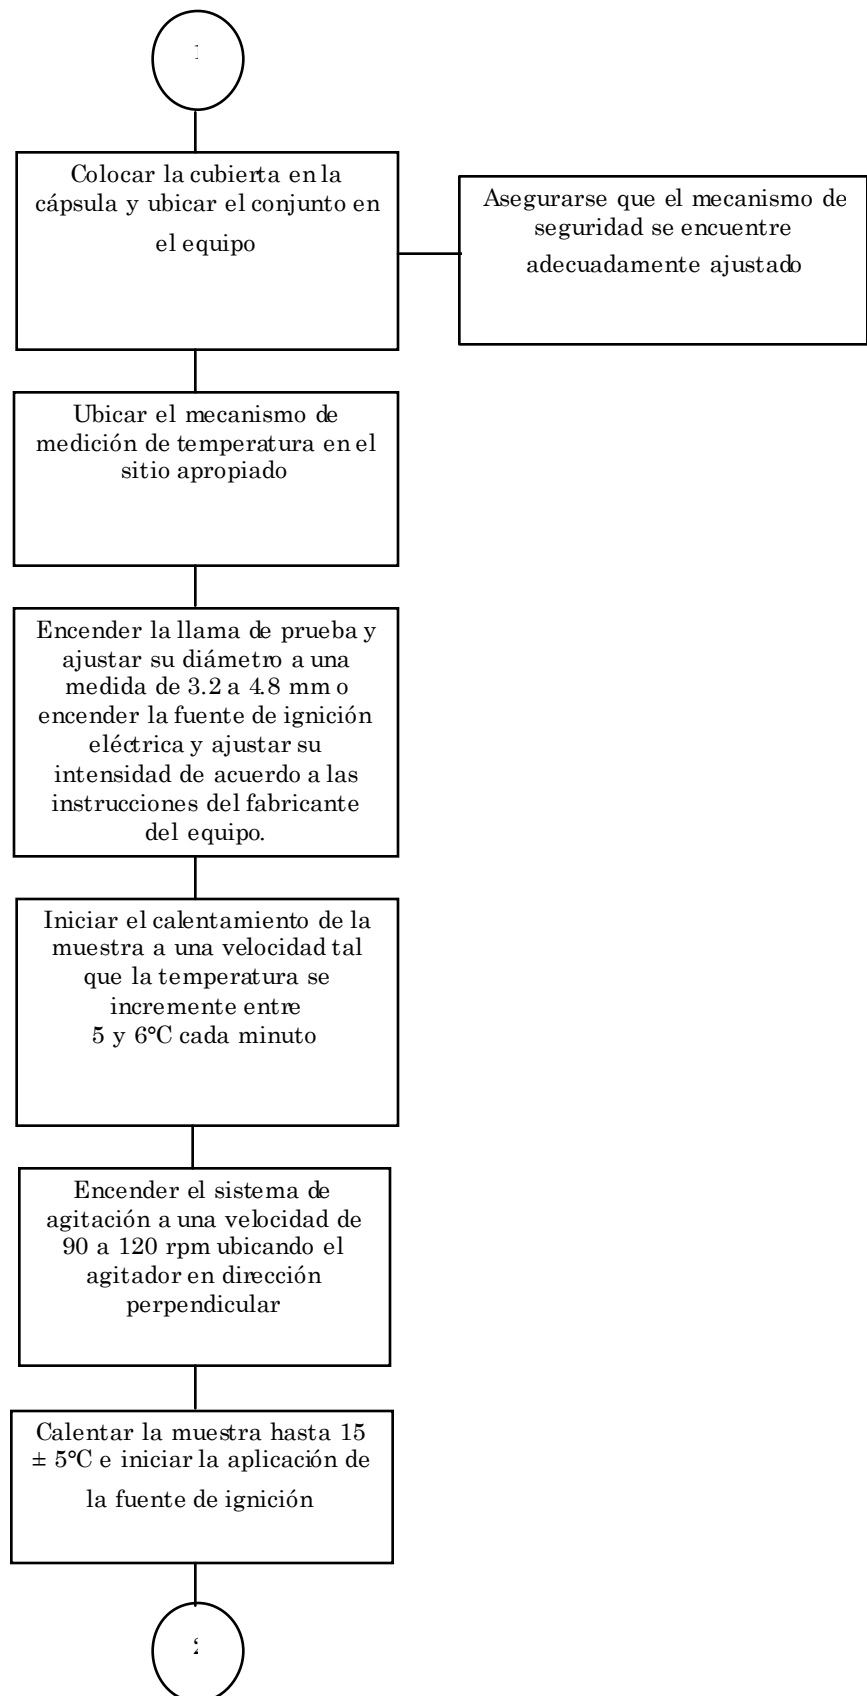 1
Colocar la cubierta en la
cápsula y ubicar el conjunto en
el equipo
Asegurarse que el mecanismo de
seguridad se encuentre
adecuadamente ajustado
Ubicar el mecanismo de
medición de temperatura en el
sitio apropiado
Encender la llama de prueba y
ajustar su diámetro a una
medida de 3.2 a 4.8 mm o
encender la fuente de ignición
eléctrica y ajustar su
intensidad de acuerdo a las
instrucciones del fabricante
del equipo.
Iniciar el calentamiento de la
muestra a una velocidad tal
que la temperatura se
incremente entre
5 y 6°C cada minuto
Encender el sistema de
agitación a una velocidad de
90 a 120 rpm ubicando el
agitador en dirección
perpendicular
Calentar la muestra hasta 15
± 5°C e iniciar la aplicación de
la fuente de ignición
2